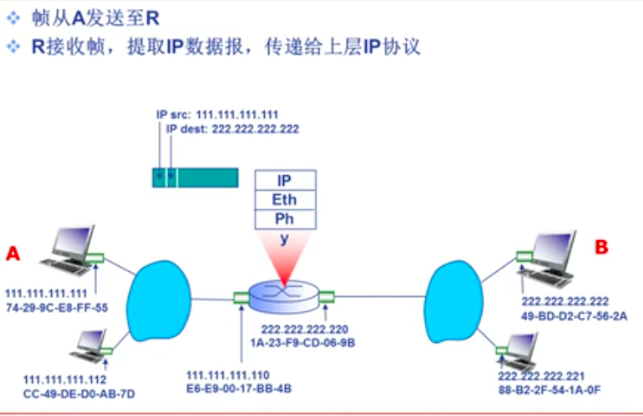 帧从A发送至R
R接收帧，提取IP数据报，传递给上层IP协议
IP src: 111.111.111.111
IP dest: 222.222.222.222
IP
Eth
Ph
y
A
B
111.111.111.111
74-29-9C-E8-FF-55
222.222.222.222
49-BD-D2-C7-56-2A
222.222.222.220
1A-23-F9-CD-06-9B
111.111.111.112
CC-49-DE-D0-AB-7D
111.111.111.110
E6-E9-00-17-BB-4B
222.222.222.221
88-B2-2F-54-1A-0F